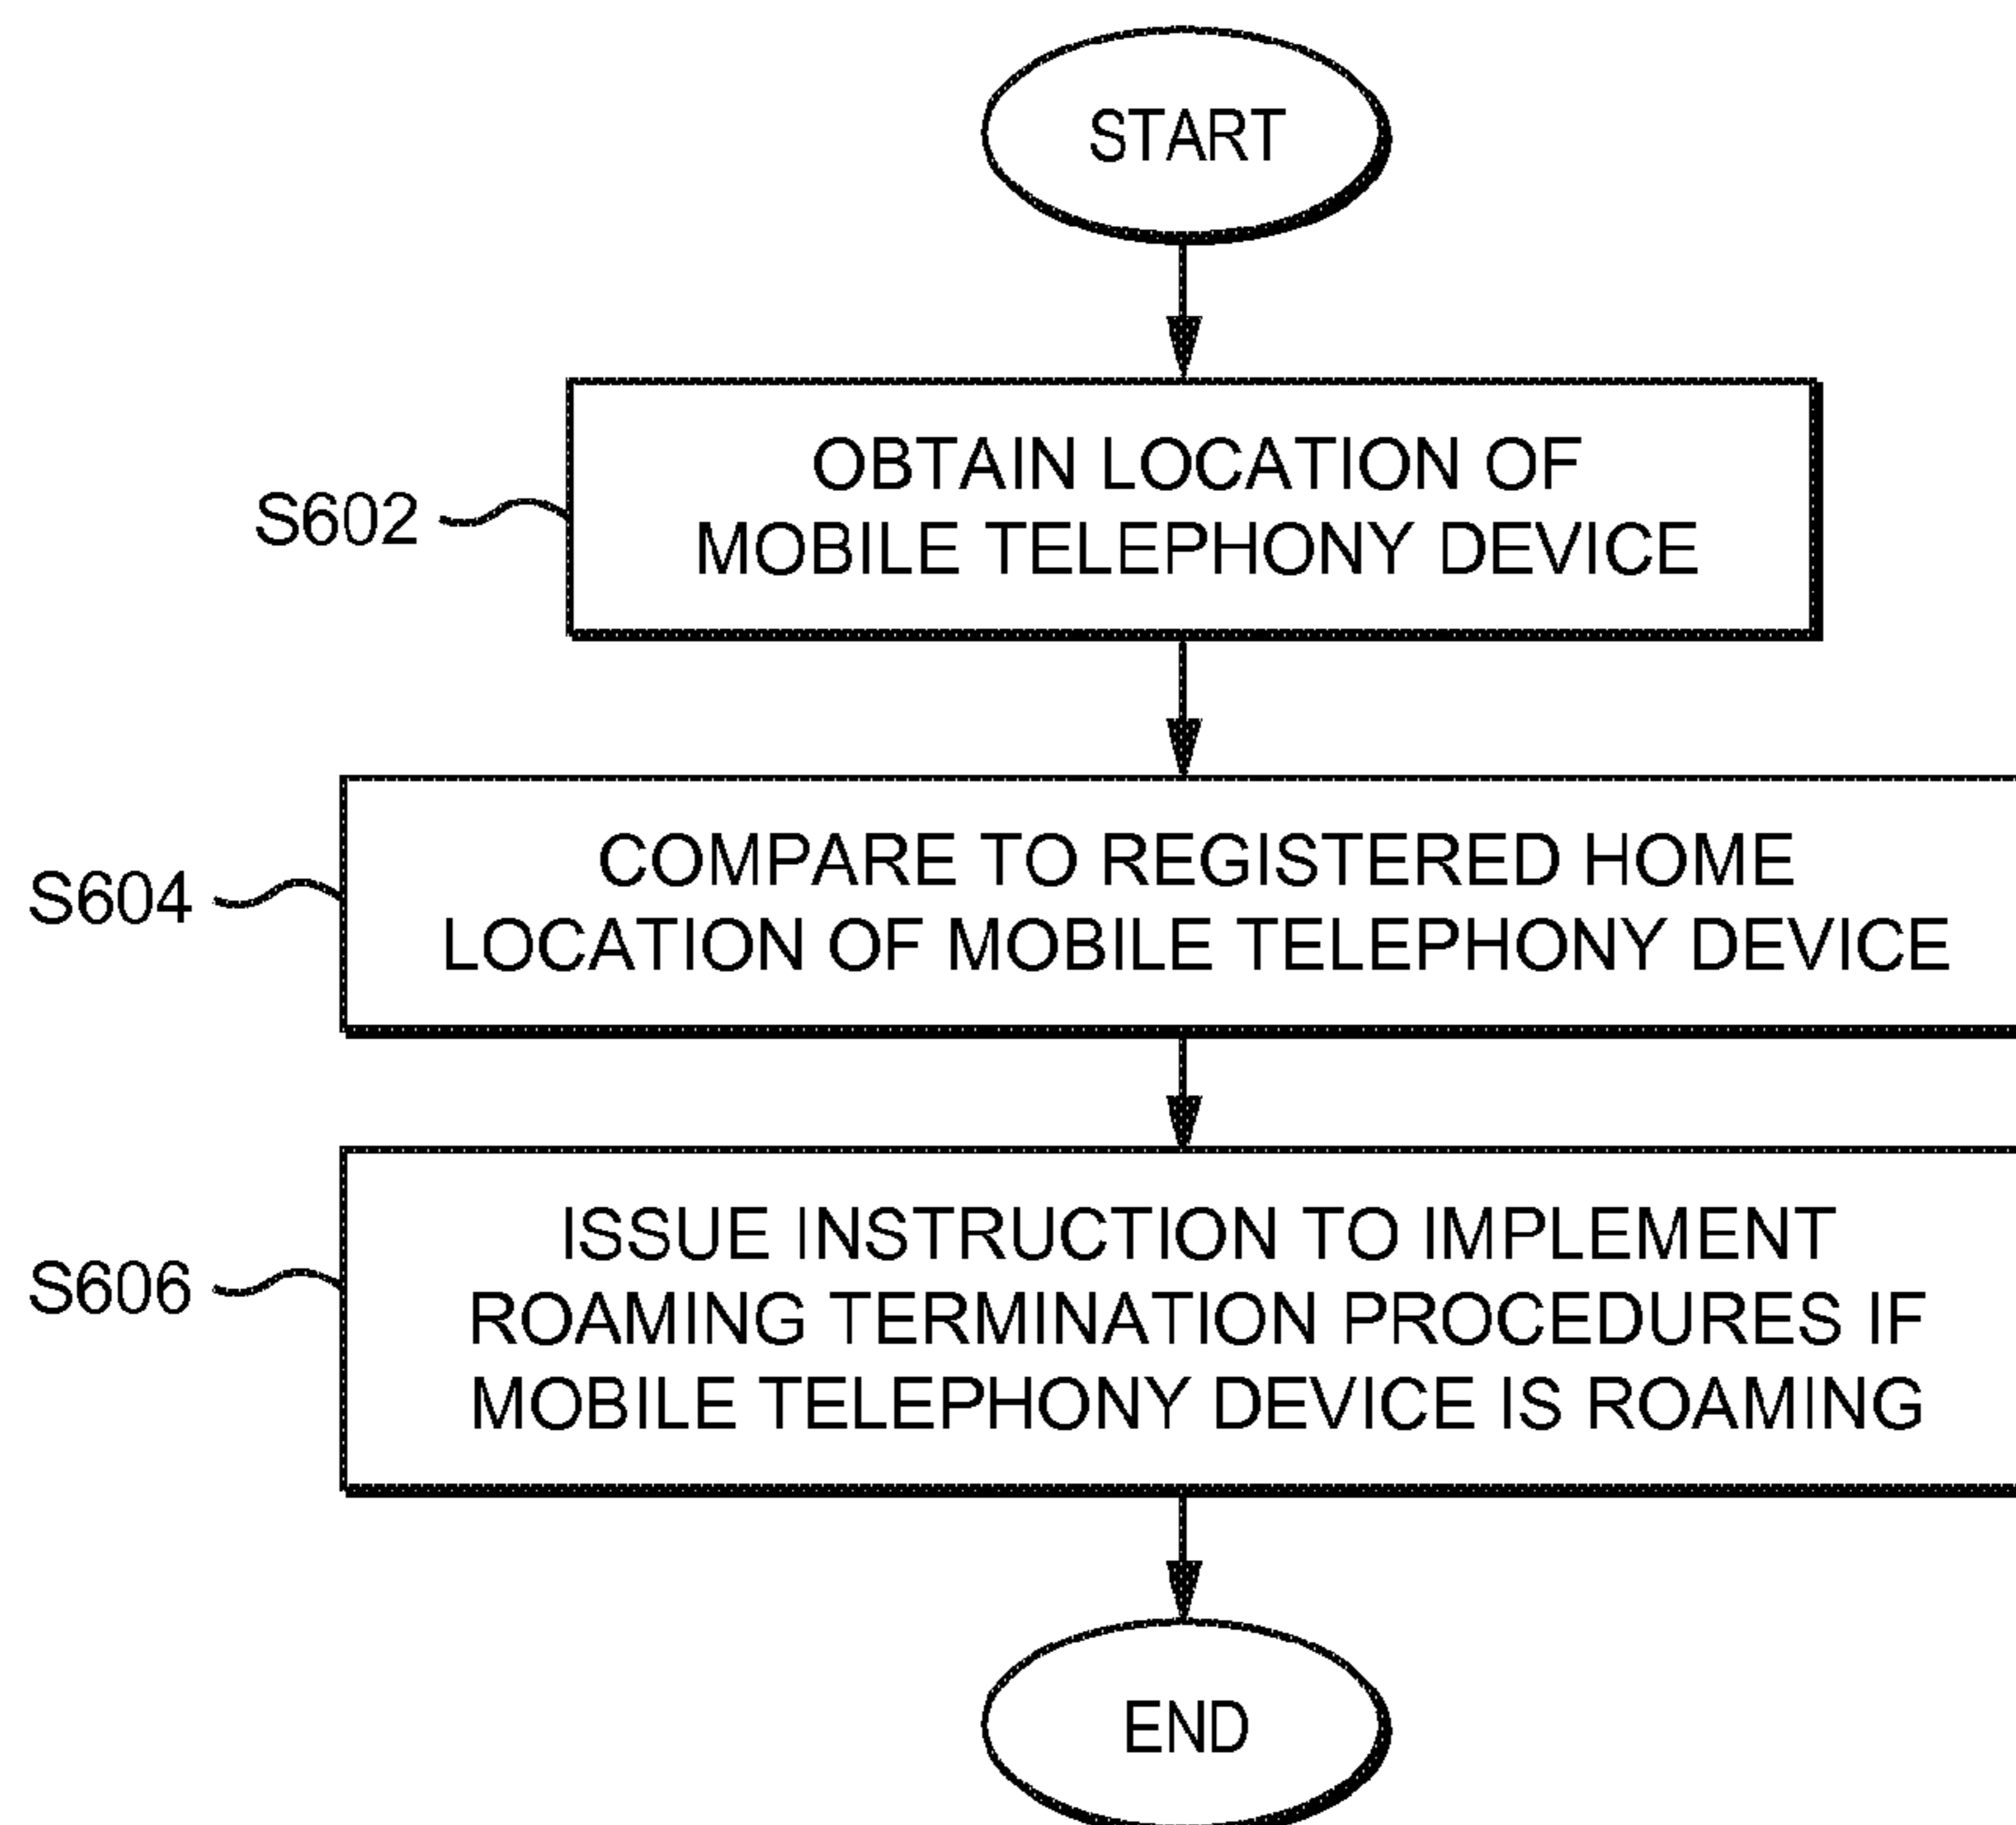 START
OBTAIN LOCATION OF
MOBILE TELEPHONY DEVICE
S602
COMPARE TO REGISTERED HOME
LOCATION OF MOBILE TELEPHONY DEVICE
S604
ISSUE INSTRUCTION TO IMPLEMENT
ROAMING TERMINATION PROCEDURES IF
MOBILE TELEPHONY DEVICE IS ROAMING
S606
END